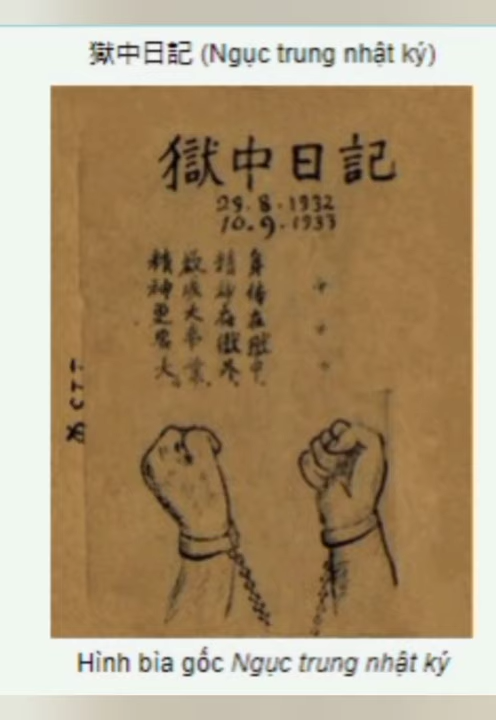 獄中日記 (Ngục trung nhật ký)
獄中日記
29.8.1932
10.9.1933
身体在獄中
精神在獄外
欲成大事業
精神更要大
Hình bìa gốc Ngục trung nhật ký